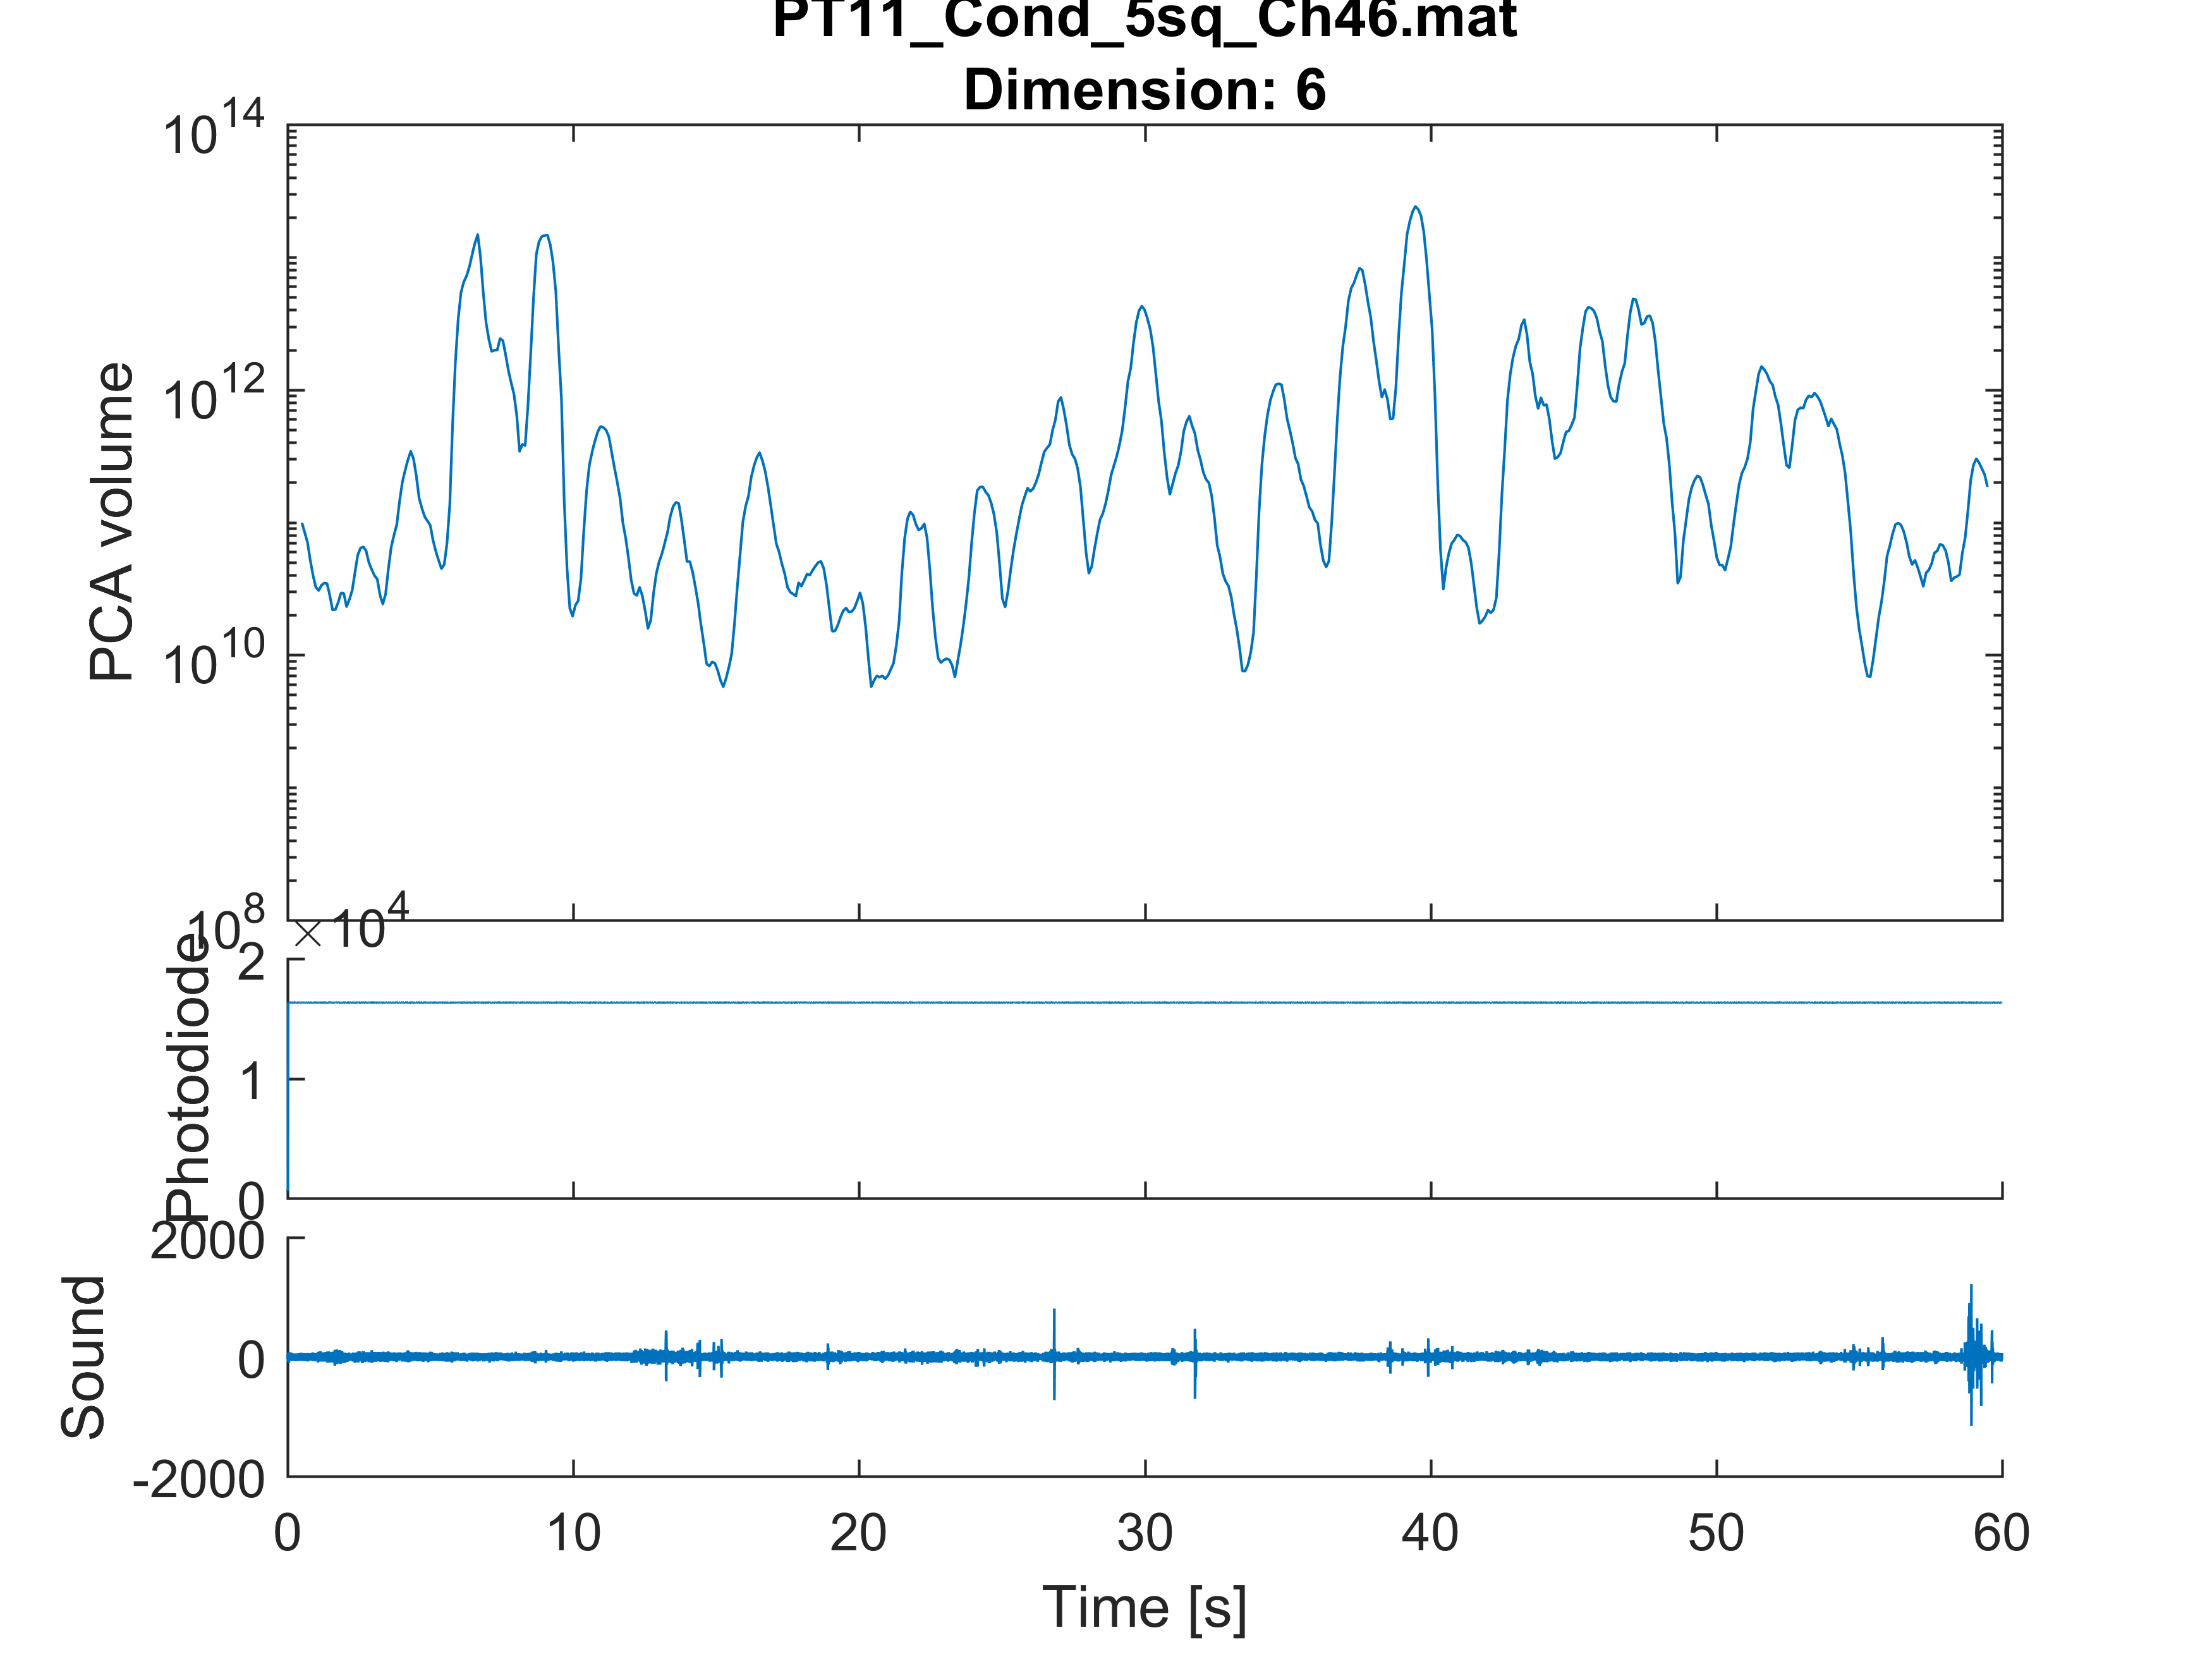 PT11_Cond_5sq_Ch46.mat
Dimension: 6
10^14
10^12
10^10
10^8
PCA volume
× 10^4
2
1
0
Photodiode
2000
0
-2000
Sound
0 10 20 30 40 50 60
Time [s]